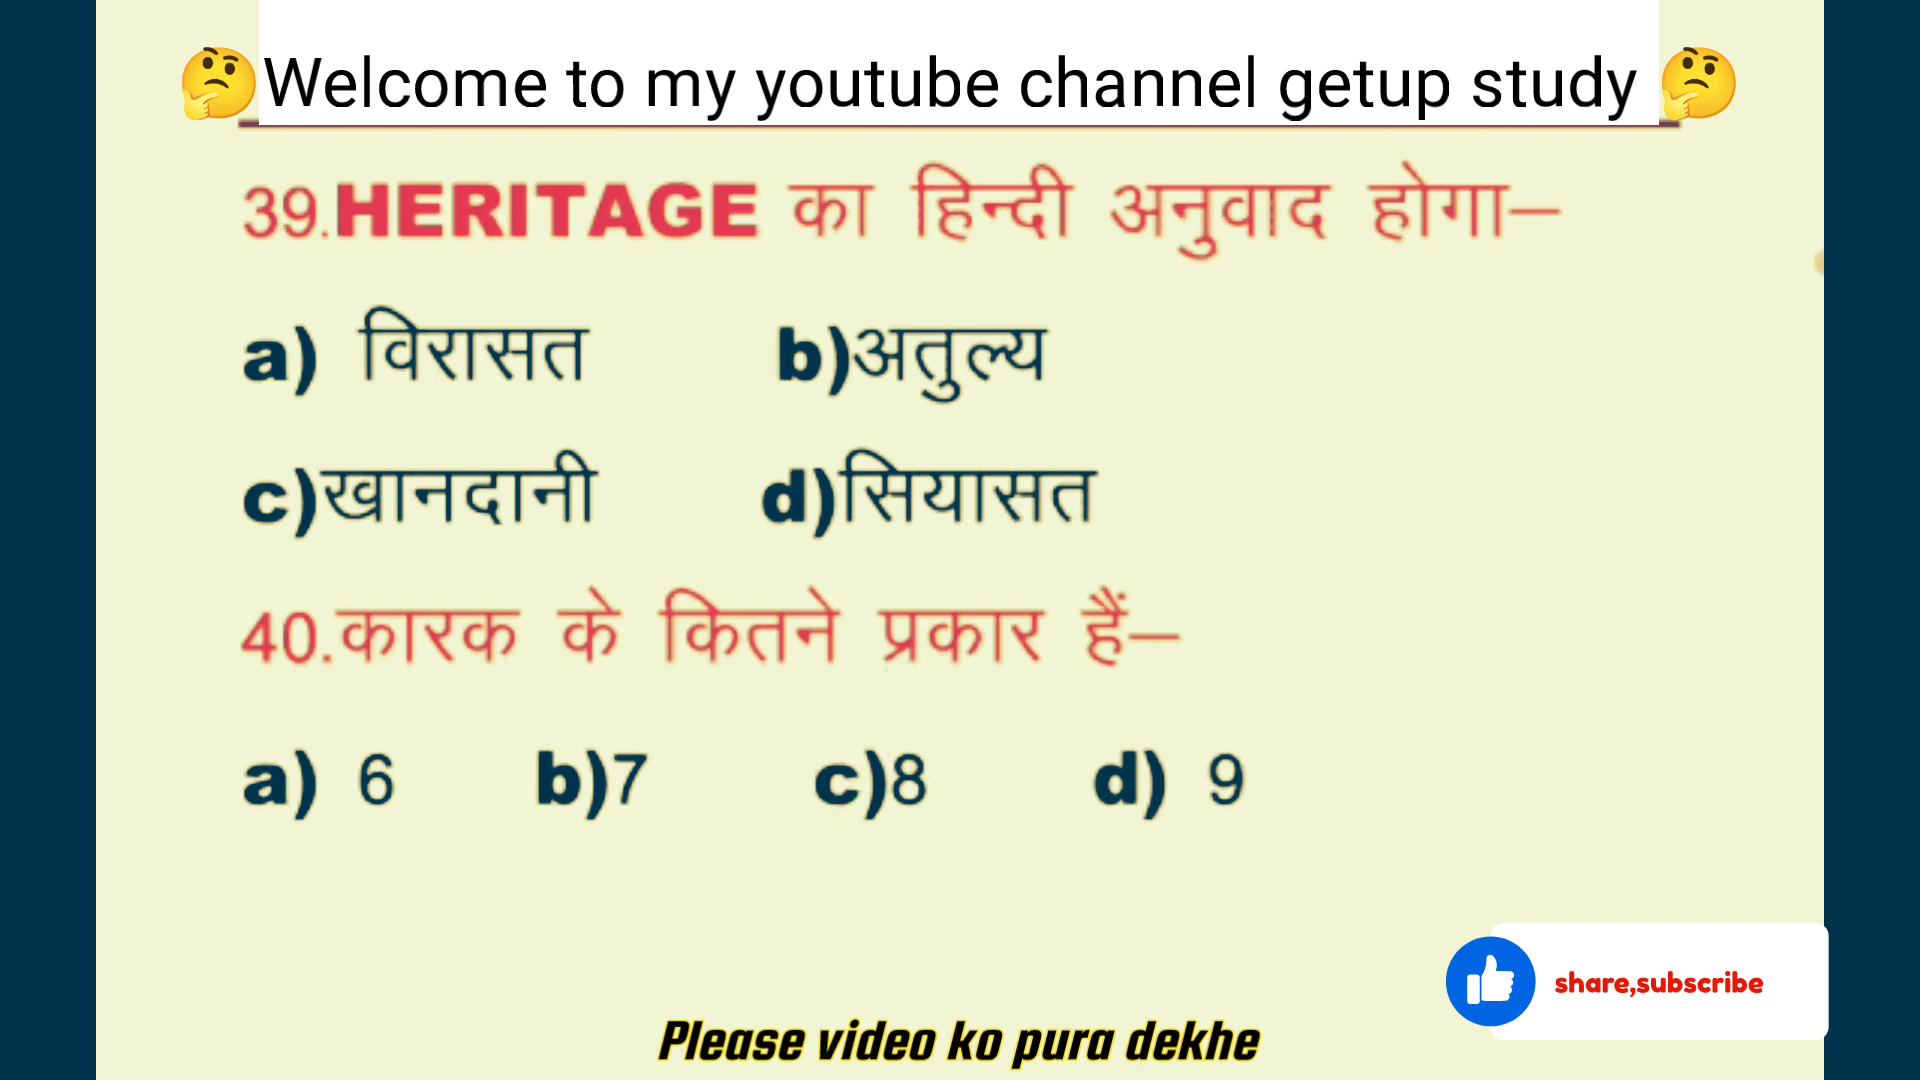 🤔Welcome to my youtube channel getup study 🤔
39.HERITAGE का हिन्दी अनुवाद होगा–
a) विरासत b)अतुल्य
c)खानदानी d)सियासत
40.कारक के कितने प्रकार हैं–
a) 6 b)7 c)8 d) 9
share,subscribe
Please video ko pura dekhe